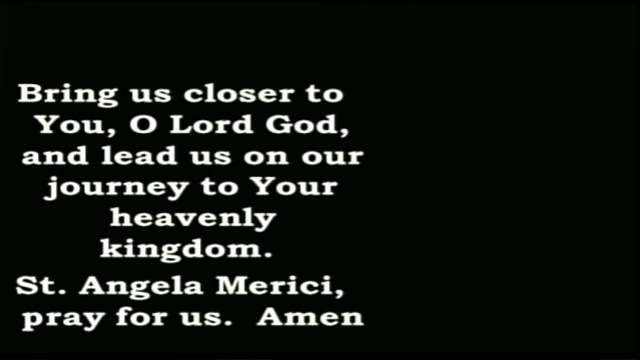 Bring us closer to
You, O Lord God,
and lead us on our
journey to Your
heavenly
kingdom.
St. Angela Merici,
pray for us.  Amen